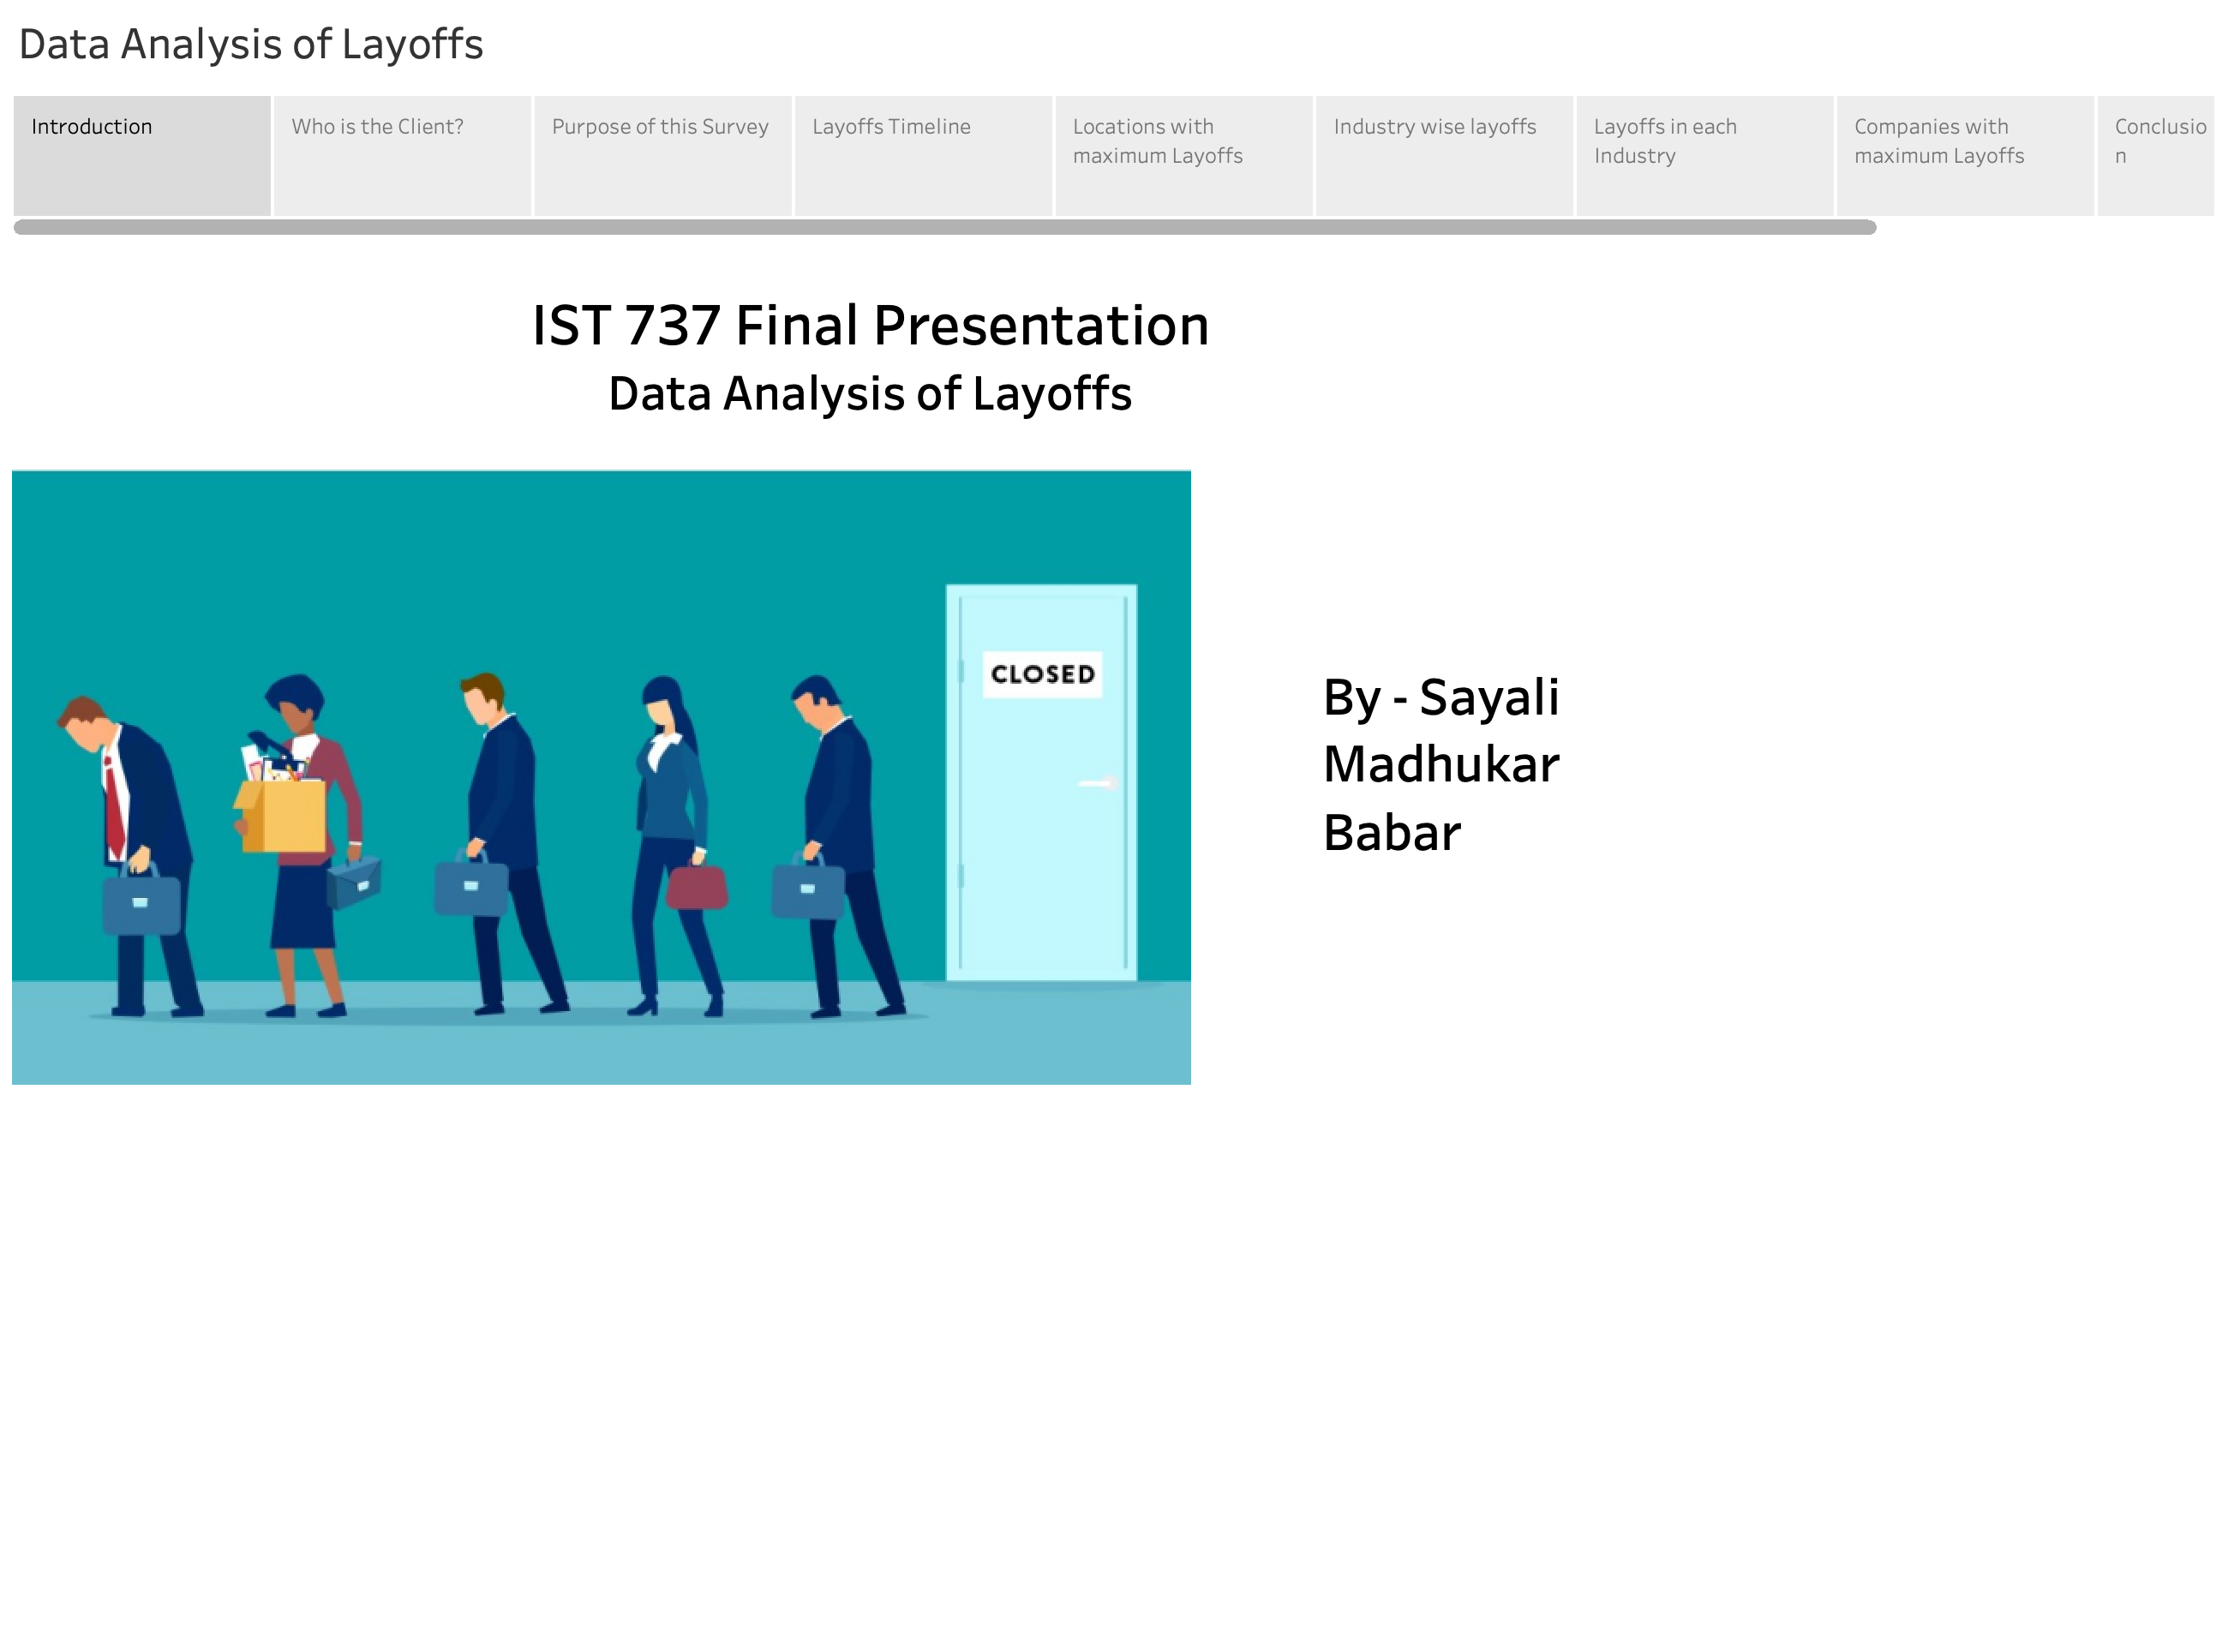 Data Analysis of Layoffs
Introduction
Who is the Client?
Purpose of this Survey
Layoffs Timeline
Locations with
maximum Layoffs
Industry wise layoffs
Layoffs in each
Industry
Companies with
maximum Layoffs
Conclusio
n
IST 737 Final Presentation
Data Analysis of Layoffs
CLOSED
By - Sayali
Madhukar
Babar